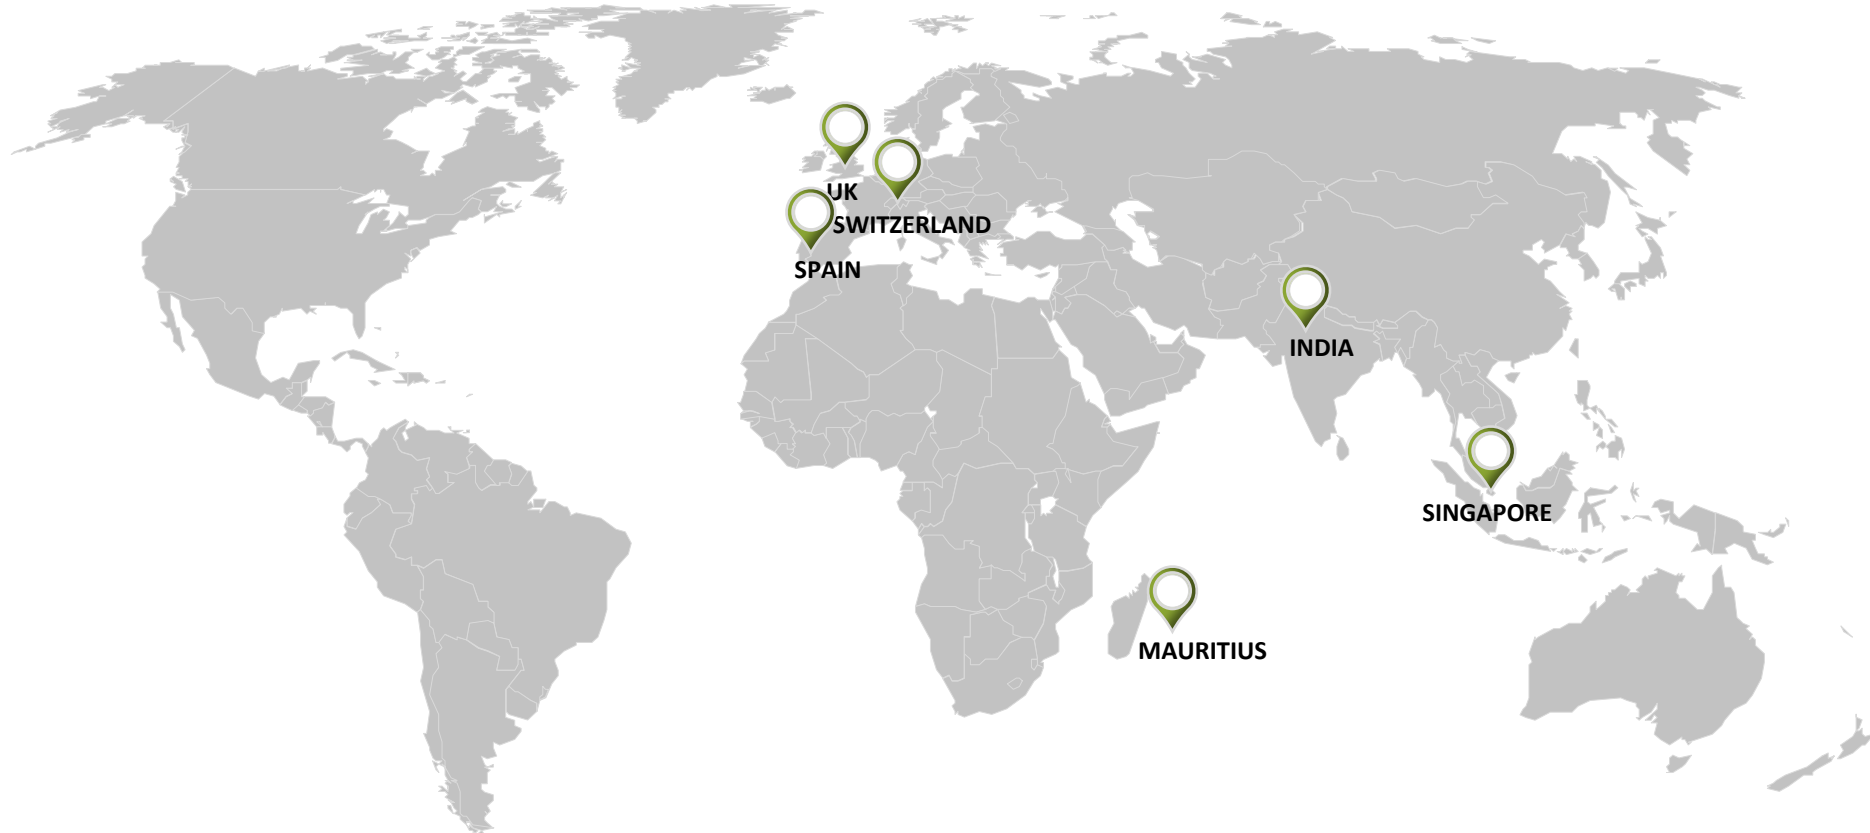 UK
SWITZERLAND
SPAIN
INDIA
SINGAPORE
MAURITIUS